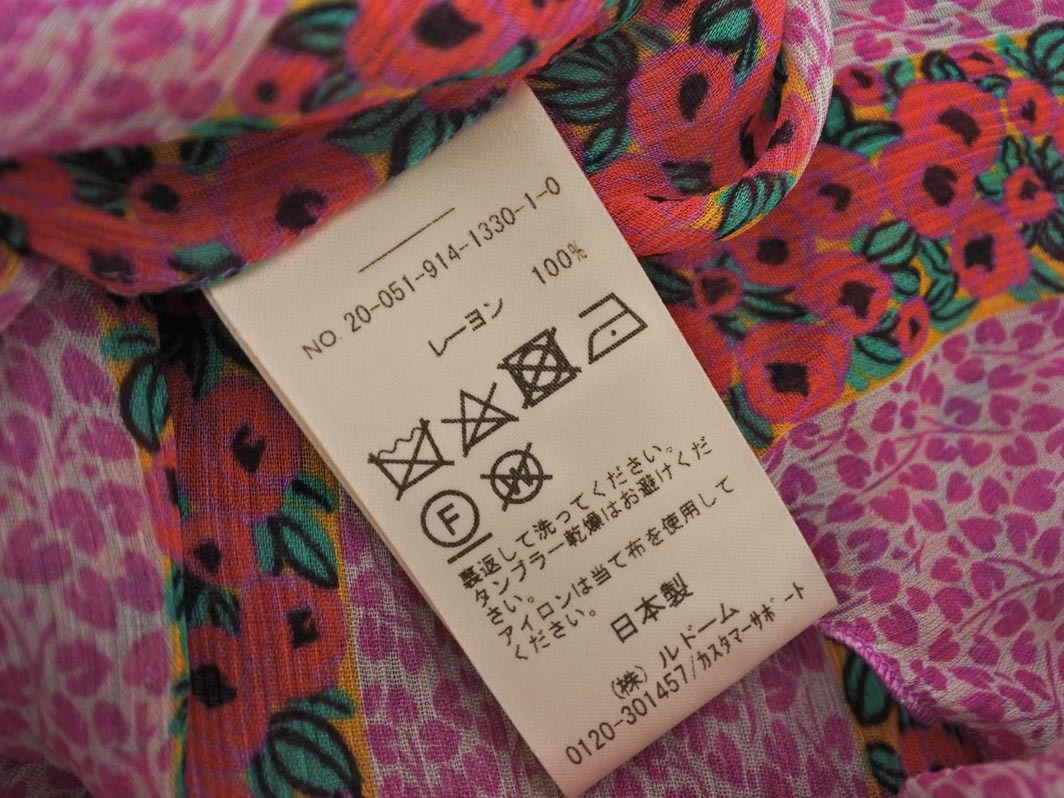 NO. 20-051-914-1330-1-0
レーヨン 100%
F W
裏返して洗ってください。
タンブラー乾燥はお避けくだ
さい。
アイロンは当て布を使用して
ください。
日本製
(株) ルドーム
0120-301457/カスタマーサポート